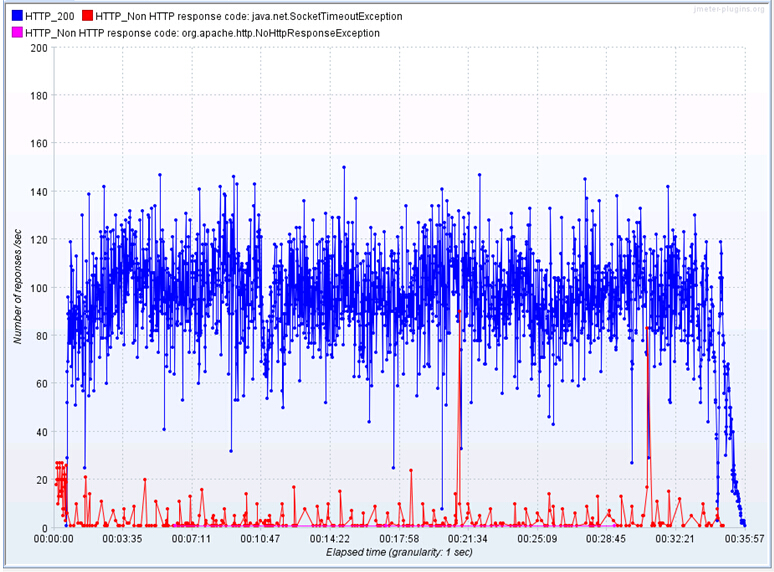 jmeter-plugins.org
HTTP_200 HTTP_Non HTTP response code: java.net.SocketTimeoutException
HTTP_Non HTTP response code: org.apache.http.NoHttpResponseException
200
180
160
140
120
100
80
60
40
20
0
Number of reponses /sec
00:00:00 00:03:35 00:07:11 00:10:47 00:14:22 00:17:58 00:21:34 00:25:09 00:28:45 00:32:21 00:35:57
Elapsed time (granularity: 1 sec)